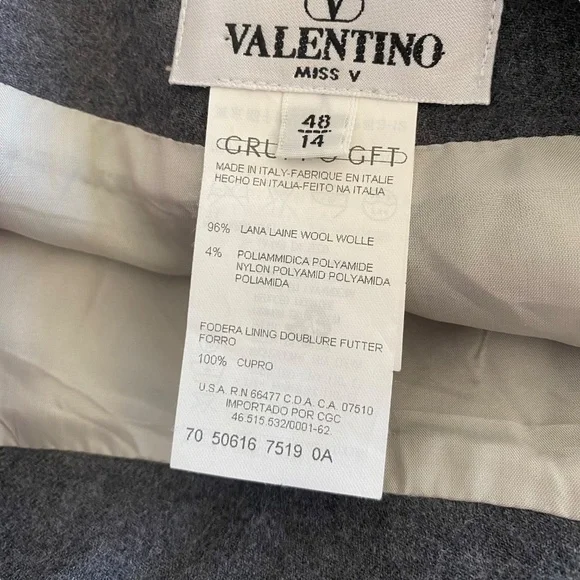 V
VALENTINO
MISS V
48
14
GRUPPO GFT
MADE IN ITALY-FABRIQUE EN ITALIE
HECHO EN ITALIA-FEITO NA ITALIA
96% LANA LAINE WOOL WOLLE
4% POLIAMMIDICA POLYAMIDE
NYLON POLYAMID POLYAMIDA
POLIAMIDA
FODERA LINING DOUBLURE FUTTER
FORRO
100% CUPRO
U.S.A. R.N 66477 C.D.A. C.A. 07510
IMPORTADO POR CGC
46.515.532/0001-62.
70 50616 7519 0A